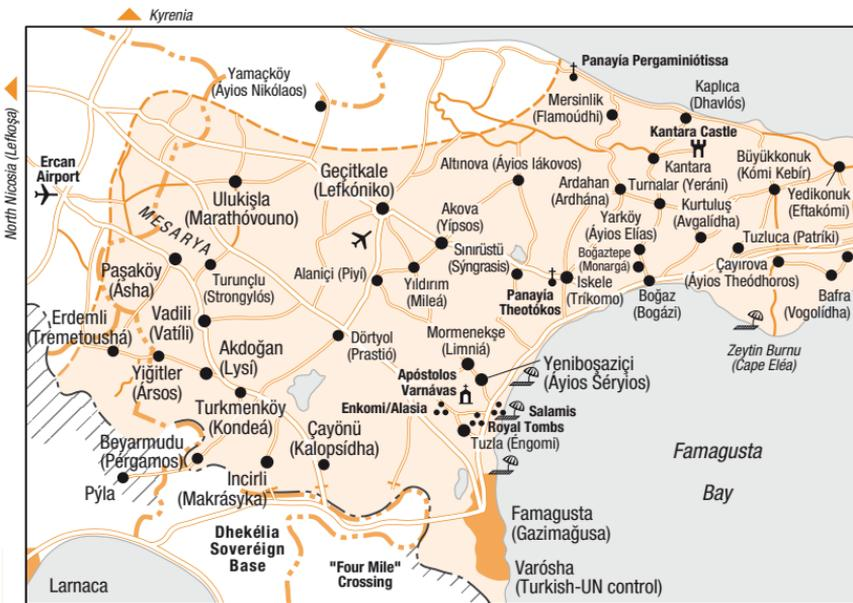 Kyrenia
North Nicosia (Lefkoşa)
Ercan
Airport
Yamaçköy
(Áyios Nikólaos)
Panayía Pergaminiótissa
Mersinlik
(Flamoúdhi)
Kaplıca
(Dhavlós)
Kantara Castle
Kantara
Geçitkale
(Lefkóniko)
Altınova (Áyios Iákovos)
Ardahan
(Ardhána)
Turnalar (Yeráni)
Büyükkonuk
(Kómi Kebír)
Yedikonuk
(Eftakómi)
Ulukışla
(Marathóvouno)
MESARYA
Akova
(Yípsos)
Yarköy
(Áyios Elías)
Kurtuluş
(Avgalídha)
Tuzluca (Patríki)
Sınırüstü
(Sýngrasis)
Boğaztepe
(Monargá)
Paşaköy
(Ásha)
Turunçlu
(Strongylós)
Alaniçi (Piyí)
Yıldırım
(Mileá)
Panayía
Theotókos
Iskele
(Tríkomo)
Boğaz
(Bogázi)
Çayırova
(Áyios Theódhoros)
Bafra
(Vogolídha)
Erdemli
(Tremetoushá)
Vadili
(Vatíli)
Dörtyol
(Prastió)
Mormenekşe
(Limniá)
Zeytin Burnu
(Cape Eléa)
Yiğitler
(Ársos)
Akdoğan
(Lysí)
Apóstolos
Varnávas
Yeniboşaziçi
(Áyios Séryios)
Turkmenköy
(Kondeá)
Enkomi/Alasia
Salamis
Royal Tombs
Tuzla (Éngomi)
Beyarmudu
(Pérgamos)
Çayönü
(Kalopsídha)
Pýla
Incirli
(Makrásyka)
Famagusta
Bay
Dhekélia
Sovereign
Base
"Four Mile"
Crossing
Famagusta
(Gazimağusa)
Varósha
(Turkish-UN control)
Larnaca